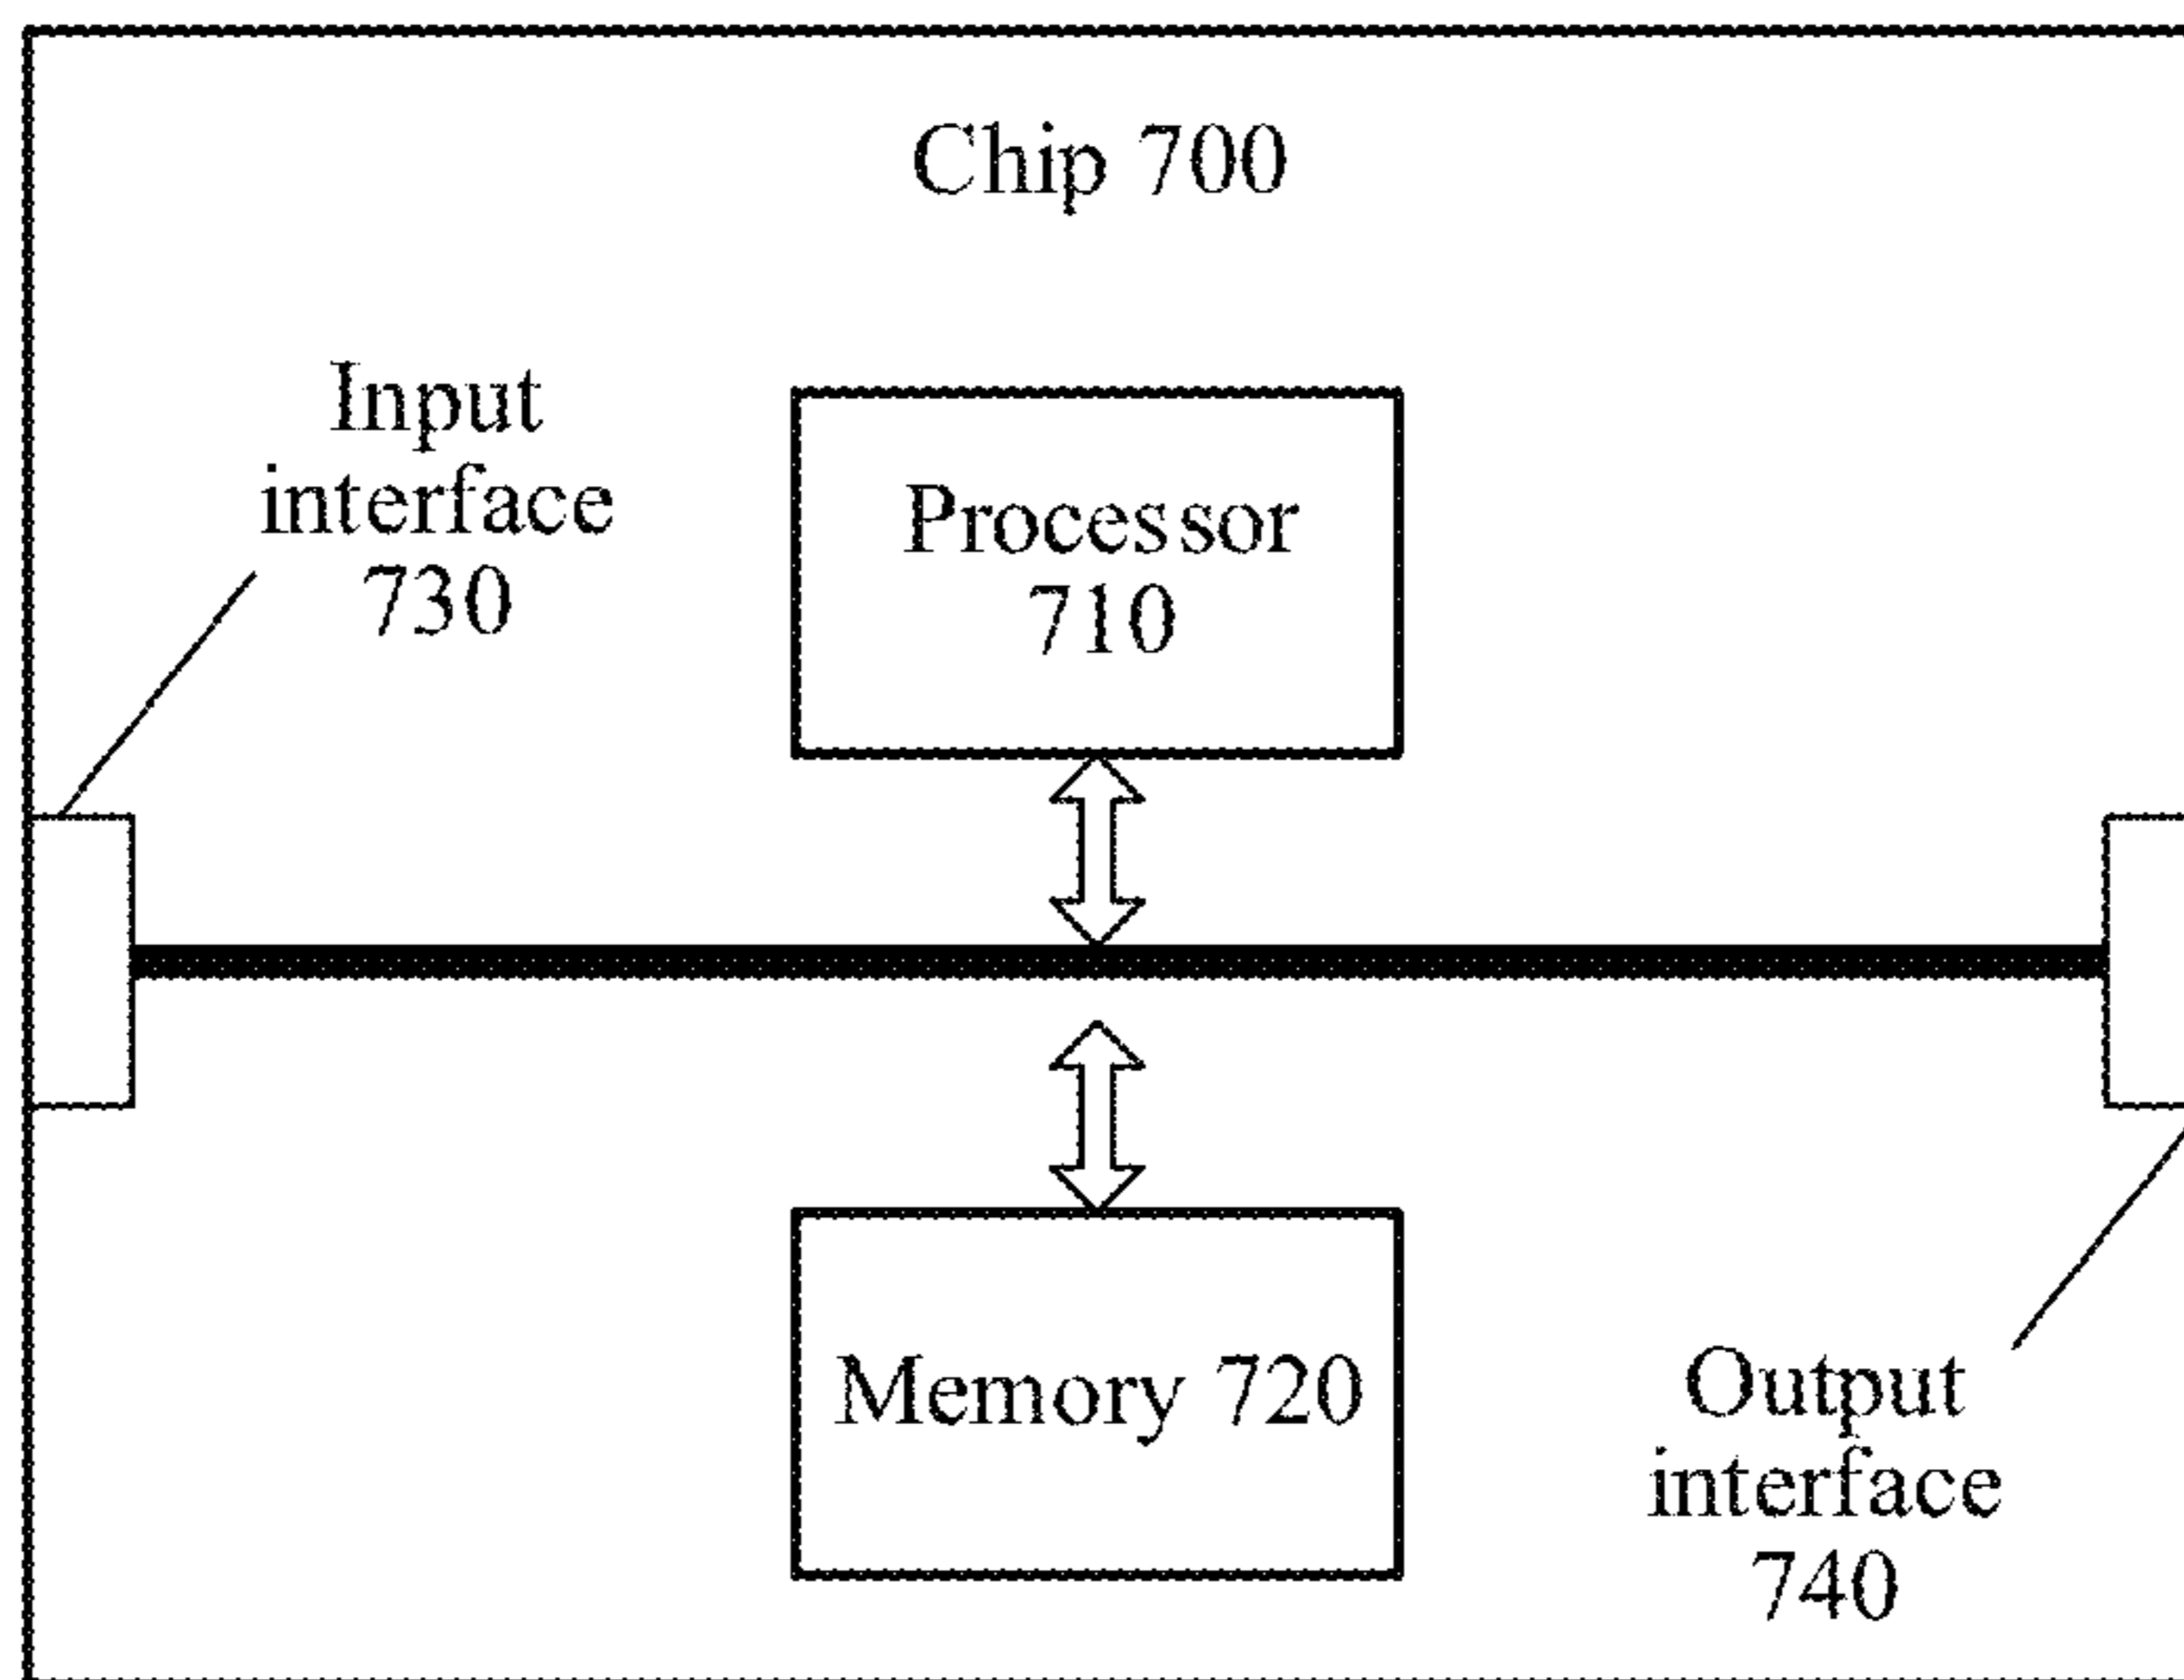 Chip 700
Input
interface
730
Processor
710
Memory 720
Output
interface
740